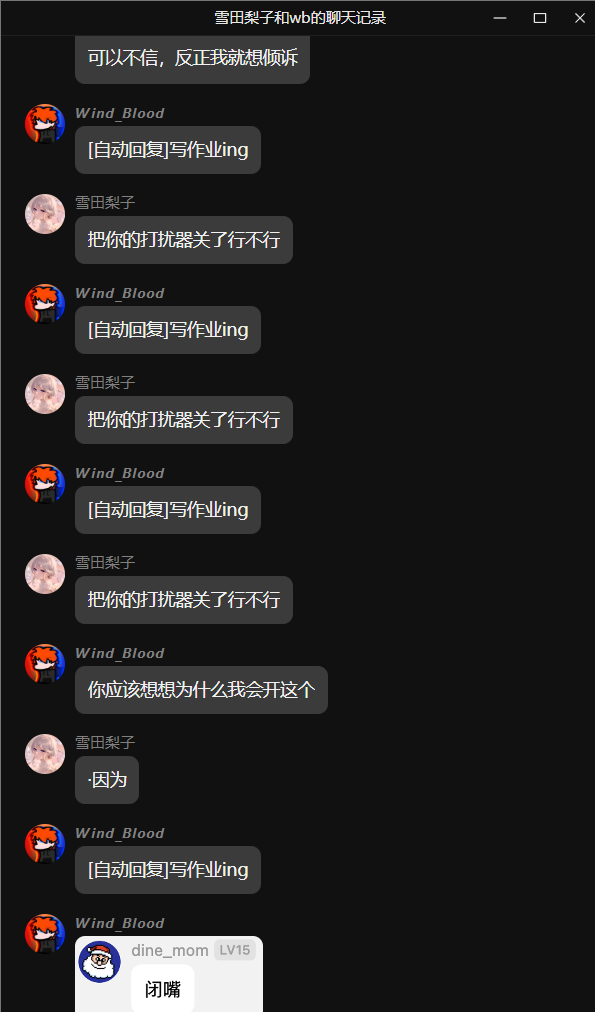 雪田梨子和wb的聊天记录
可以不信，反正我就想倾诉
Wind_Blood
[自动回复]写作业ing
雪田梨子
把你的打扰器关了行不行
Wind_Blood
[自动回复]写作业ing
雪田梨子
把你的打扰器关了行不行
Wind_Blood
[自动回复]写作业ing
雪田梨子
把你的打扰器关了行不行
Wind_Blood
你应该想想为什么我会开这个
雪田梨子
·因为
Wind_Blood
[自动回复]写作业ing
Wind_Blood
dine_mom LV15
闭嘴